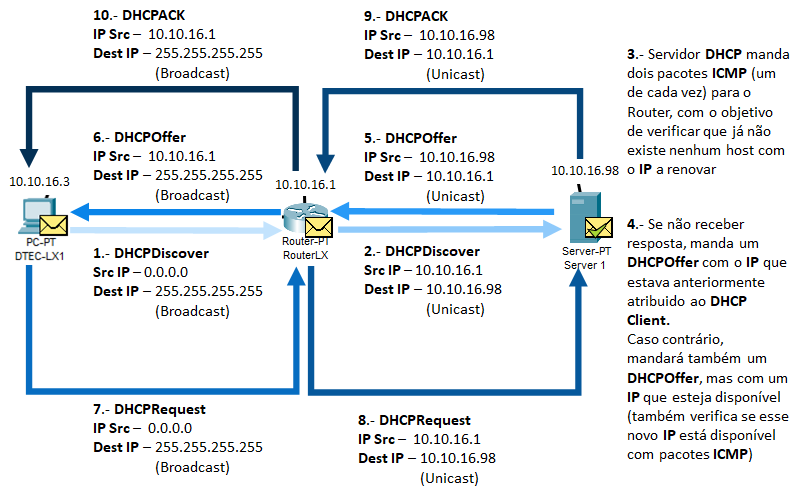 10.- DHCPACK
IP Src – 10.10.16.1
Dest IP – 255.255.255.255
(Broadcast)
9.- DHCPACK
IP Src – 10.10.16.98
Dest IP – 10.10.16.1
(Unicast)
3.- Servidor DHCP manda
dois pacotes ICMP (um
de cada vez) para o
Router, com o objetivo
de verificar que já não
existe nenhum host com
o IP a renovar
6.- DHCPOffer
IP Src – 10.10.16.1
Dest IP – 255.255.255.255
(Broadcast)
5.- DHCPOffer
IP Src – 10.10.16.98
Dest IP – 10.10.16.1
(Unicast)
10.10.16.3
10.10.16.1
10.10.16.98
PC-PT
DTEC-LX1
Router-PT
RouterLX
Server-PT
Server 1
4.- Se não receber
resposta, manda um
DHCPOffer com o IP que
estava anteriormente
atribuido ao DHCP
Client.
Caso contrário,
mandará também um
DHCPOffer, mas com um
IP que esteja disponível
(também verifica se esse
novo IP está disponível
com pacotes ICMP)
1.- DHCPDiscover
Src IP – 0.0.0.0
Dest IP – 255.255.255.255
(Broadcast)
2.- DHCPDiscover
Src IP – 10.10.16.1
Dest IP – 10.10.16.98
(Unicast)
7.- DHCPRequest
IP Src – 0.0.0.0
Dest IP – 255.255.255.255
(Broadcast)
8.- DHCPRequest
IP Src – 10.10.16.1
Dest IP – 10.10.16.98
(Unicast)